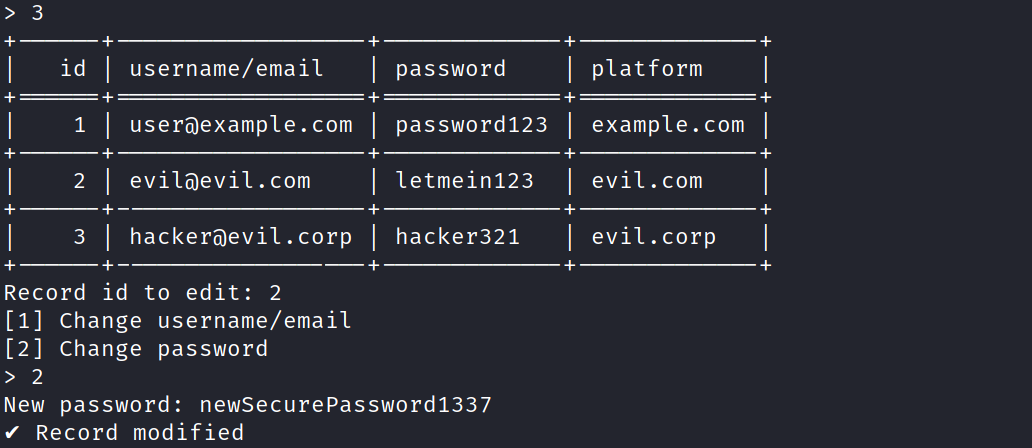 > 3
+------+--------------------+--------------+--------------+
|   id | username/email     | password     | platform     |
+======+====================+==============+==============+
|    1 | user@example.com | password123 | example.com |
+------+--------------------+--------------+--------------+
|    2 | evil@evil.com | letmein123 | evil.com |
+------+--------------------+--------------+--------------+
|    3 | hacker@evil.corp | hacker321 | evil.corp |
+------+--------------------+--------------+--------------+
Record id to edit: 2
[1] Change username/email
[2] Change password
> 2
New password: newSecurePassword1337
✔ Record modified